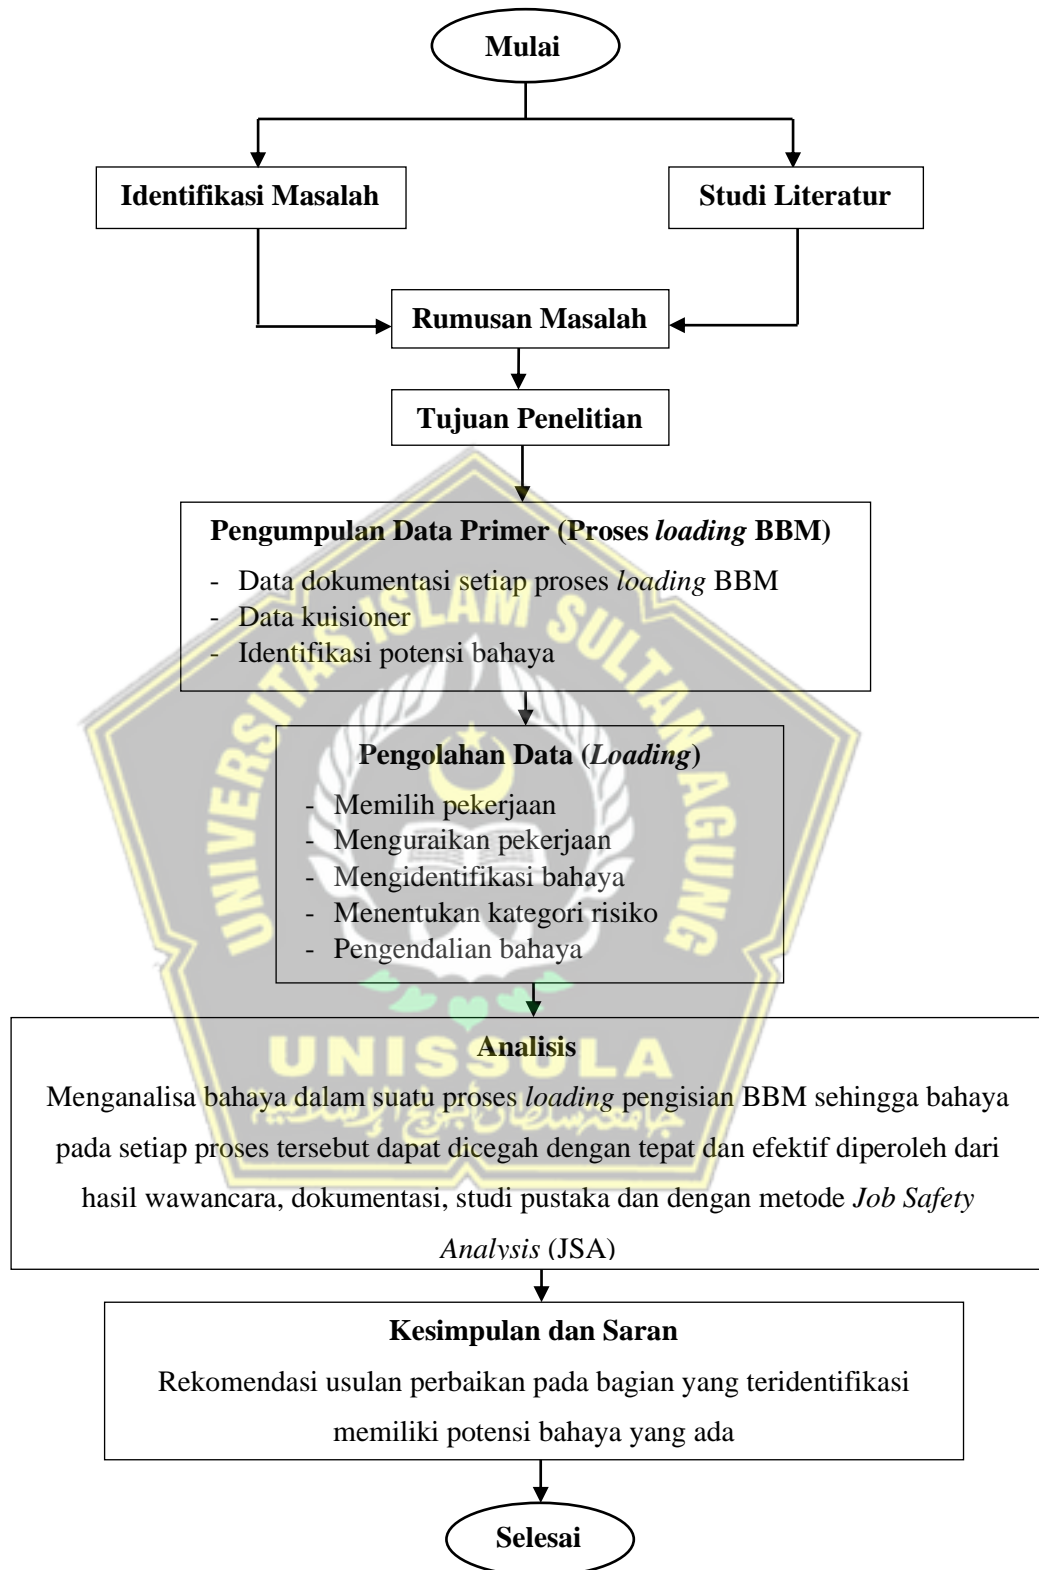 Mulai
Identifikasi Masalah
Studi Literatur
Rumusan Masalah
Tujuan Penelitian
Pengumpulan Data Primer (Proses loading BBM)
- Data dokumentasi setiap proses loading BBM
- Data kuisioner
- Identifikasi potensi bahaya
Pengolahan Data (Loading)
- Memilih pekerjaan
- Menguraikan pekerjaan
- Mengidentifikasi bahaya
- Menentukan kategori risiko
- Pengendalian bahaya
Analisis
Menganalisa bahaya dalam suatu proses loading pengisian BBM sehingga bahaya
pada setiap proses tersebut dapat dicegah dengan tepat dan efektif diperoleh dari
hasil wawancara, dokumentasi, studi pustaka dan dengan metode Job Safety
Analysis (JSA)
Kesimpulan dan Saran
Rekomendasi usulan perbaikan pada bagian yang teridentifikasi
memiliki potensi bahaya yang ada
Selesai
UNIVERSITAS ISLAM SULTAN AGUNG
UNISSULA
جامعة سلطان أجونج الإسلامية